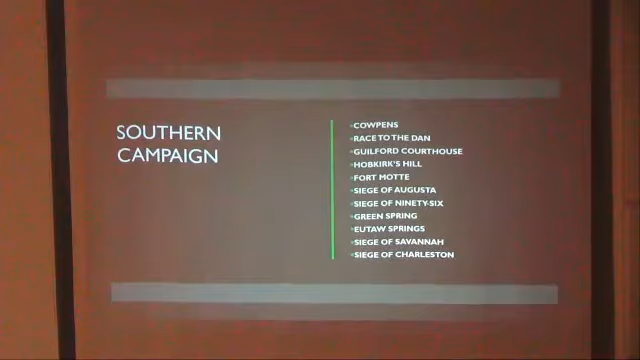 SOUTHERN
CAMPAIGN
COWPENS
RACE TO THE DAN
GUILFORD COURTHOUSE
HOBKIRK'S HILL
FORT MOTTE
SIEGE OF AUGUSTA
SIEGE OF NINETY-SIX
GREEN SPRING
EUTAW SPRINGS
SIEGE OF SAVANNAH
SIEGE OF CHARLESTON